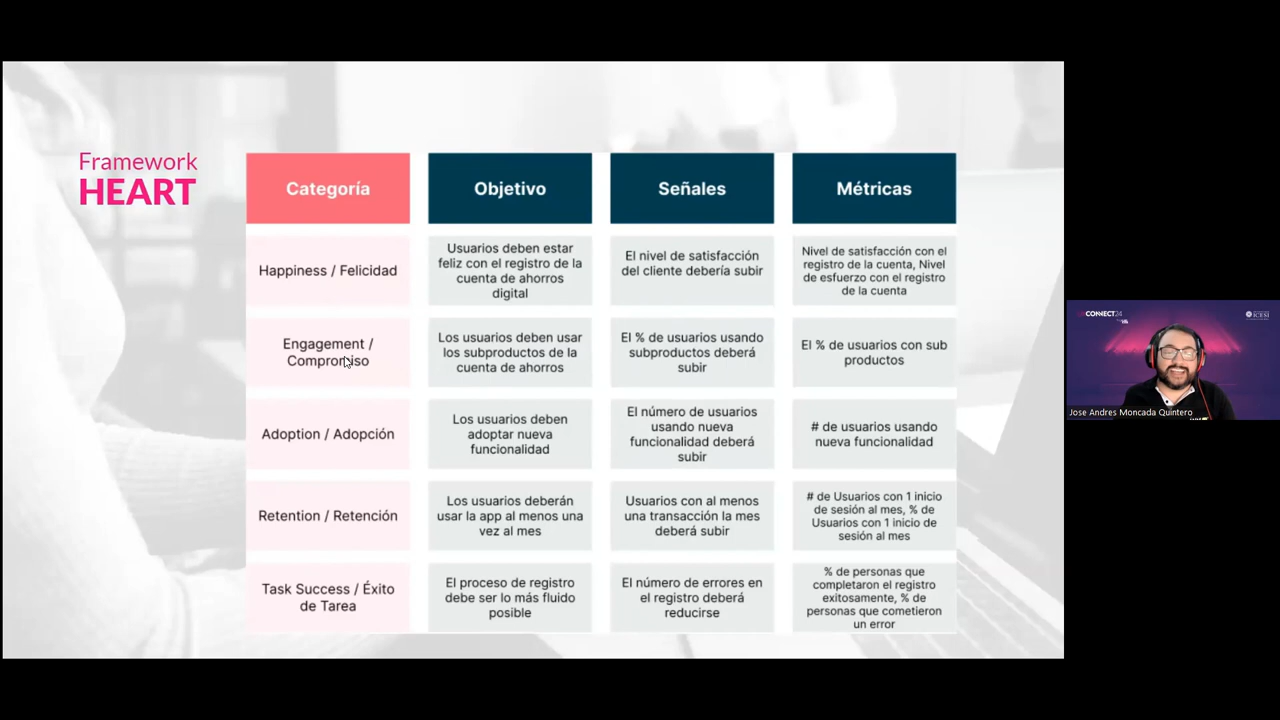 Framework
HEART
Categoría
Objetivo
Señales
Métricas
Happiness / Felicidad
Usuarios deben estar
feliz con el registro de la
cuenta de ahorros
digital
El nivel de satisfacción
del cliente debería subir
Nivel de satisfacción con el
registro de la cuenta, Nivel
de esfuerzo con el registro
de la cuenta
Engagement /
Compromiso
Los usuarios deben usar
los subproductos de la
cuenta de ahorros
El % de usuarios usando
subproductos deberá
subir
El % de usuarios con sub
productos
Adoption / Adopción
Los usuarios deben
adoptar nueva
funcionalidad
El número de usuarios
usando nueva
funcionalidad deberá
subir
# de usuarios usando
nueva funcionalidad
Retention / Retención
Los usuarios deberán
usar la app al menos una
vez al mes
Usuarios con al menos
una transacción la mes
deberá subir
# de Usuarios con 1 inicio
de sesión al mes, % de
Usuarios con 1 inicio de
sesión al mes
Task Success / Éxito
de Tarea
El proceso de registro
debe ser lo más fluido
posible
El número de errores en
el registro deberá
reducirse
% de personas que
completaron el registro
exitosamente, % de
personas que cometieron
un error
CONNECT24
Jose Andres Moncada Quintero